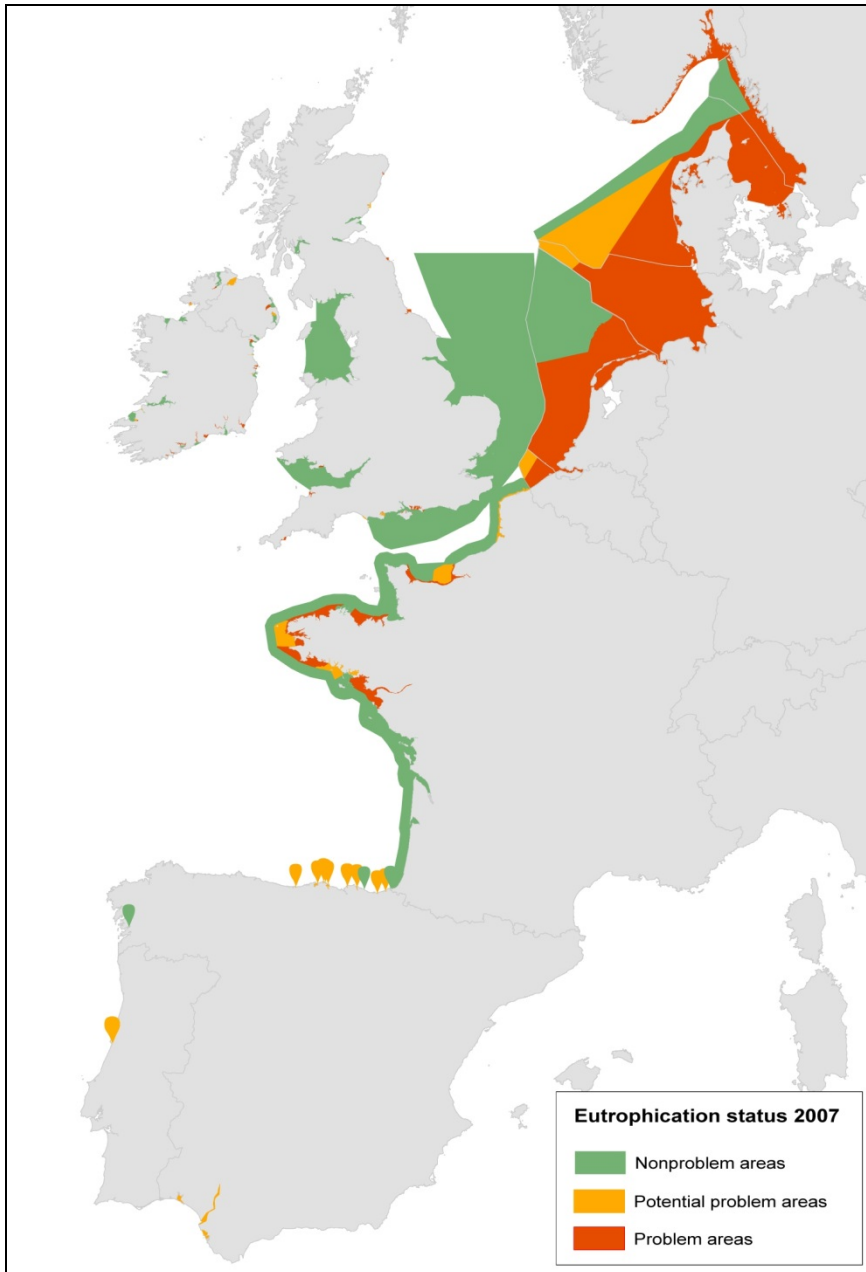 Eutrophication status 2007
Nonproblem areas
Potential problem areas
Problem areas